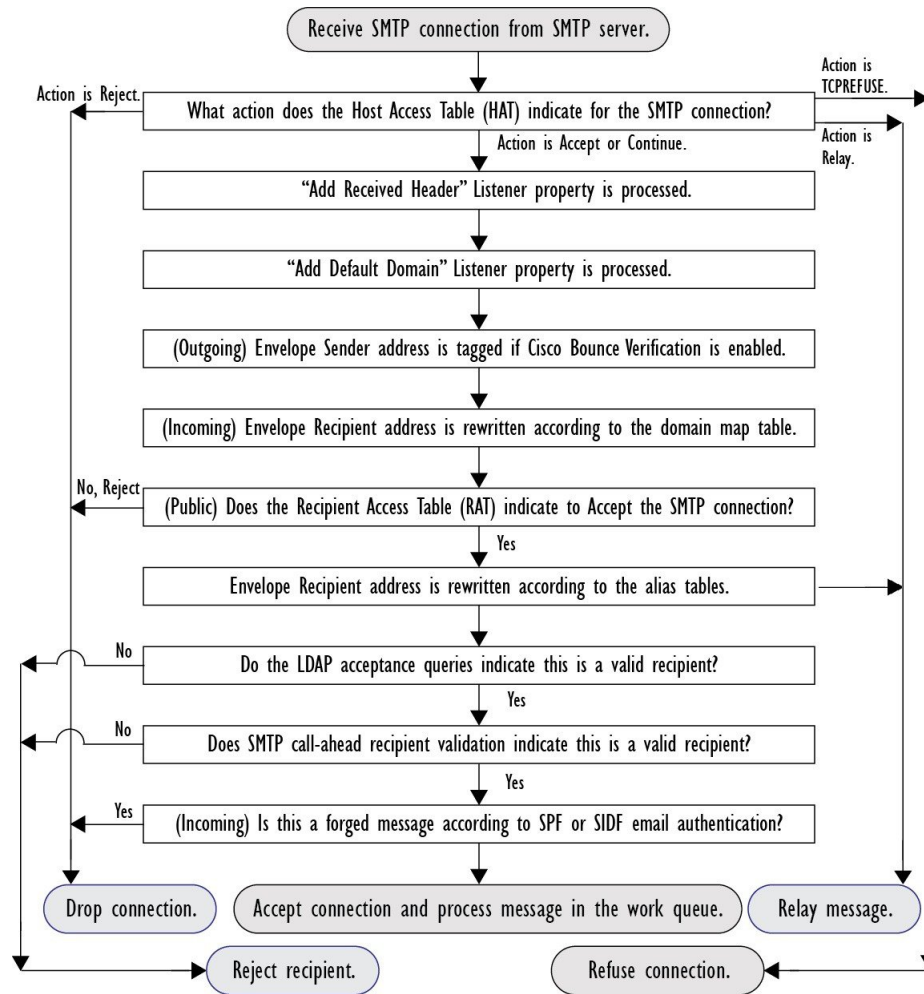 Receive SMTP connection from SMTP server.
Action is Reject.
Action is
TCPREFUSE.
What action does the Host Access Table (HAT) indicate for the SMTP connection?
Action is Accept or Continue.
Action is
Relay.
“Add Received Header” Listener property is processed.
“Add Default Domain” Listener property is processed.
(Outgoing) Envelope Sender address is tagged if Cisco Bounce Verification is enabled.
(Incoming) Envelope Recipient address is rewritten according to the domain map table.
No, Reject
(Public) Does the Recipient Access Table (RAT) indicate to Accept the SMTP connection?
Yes
Envelope Recipient address is rewritten according to the alias tables.
No
Do the LDAP acceptance queries indicate this is a valid recipient?
Yes
No
Does SMTP call-ahead recipient validation indicate this is a valid recipient?
Yes
Yes
(Incoming) Is this a forged message according to SPF or SIDF email authentication?
Drop connection.
Accept connection and process message in the work queue.
Relay message.
Reject recipient.
Refuse connection.